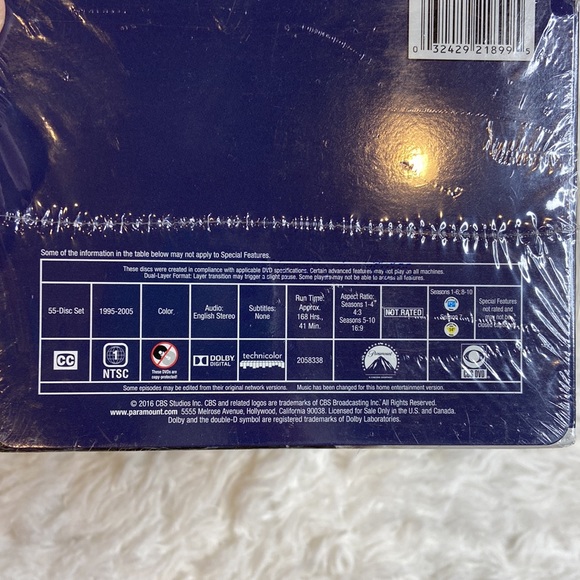 0 32429 21899 5
Some of the information in the table below may not apply to Special Features.
These discs were created in compliance with applicable DVD specifications. Certain advanced features may not play on all machines.
Dual-Layer Format: Layer transition may trigger a slight pause. Some players may not be able to access all features.
55-Disc Set
1995-2005
Color
Audio:
English Stereo
Subtitles:
None
Run Time:
Approx.
168 Hrs.,
41 Min.
Aspect Ratio:
Seasons 1-4
4:3
Seasons 5-10
16:9
NOT RATED
Seasons 1-6; 8-10
Special Features
not rated
and may not be
closed captioned
CC
1
NTSC
These DVDs are
copy protected!
DOLBY
DIGITAL
technicolor
2058338
Paramount
CBS DVD
Some episodes may be edited from their original network versions.
Music has been changed for this home entertainment version.
© 2016 CBS Studios Inc. CBS and related logos are trademarks of CBS Broadcasting Inc. All Rights Reserved.
www.paramount.com. 5555 Melrose Avenue, Hollywood, California 90038. Licensed for Sale Only in the U.S. and Canada.
Dolby and the double-D symbol are registered trademarks of Dolby Laboratories.